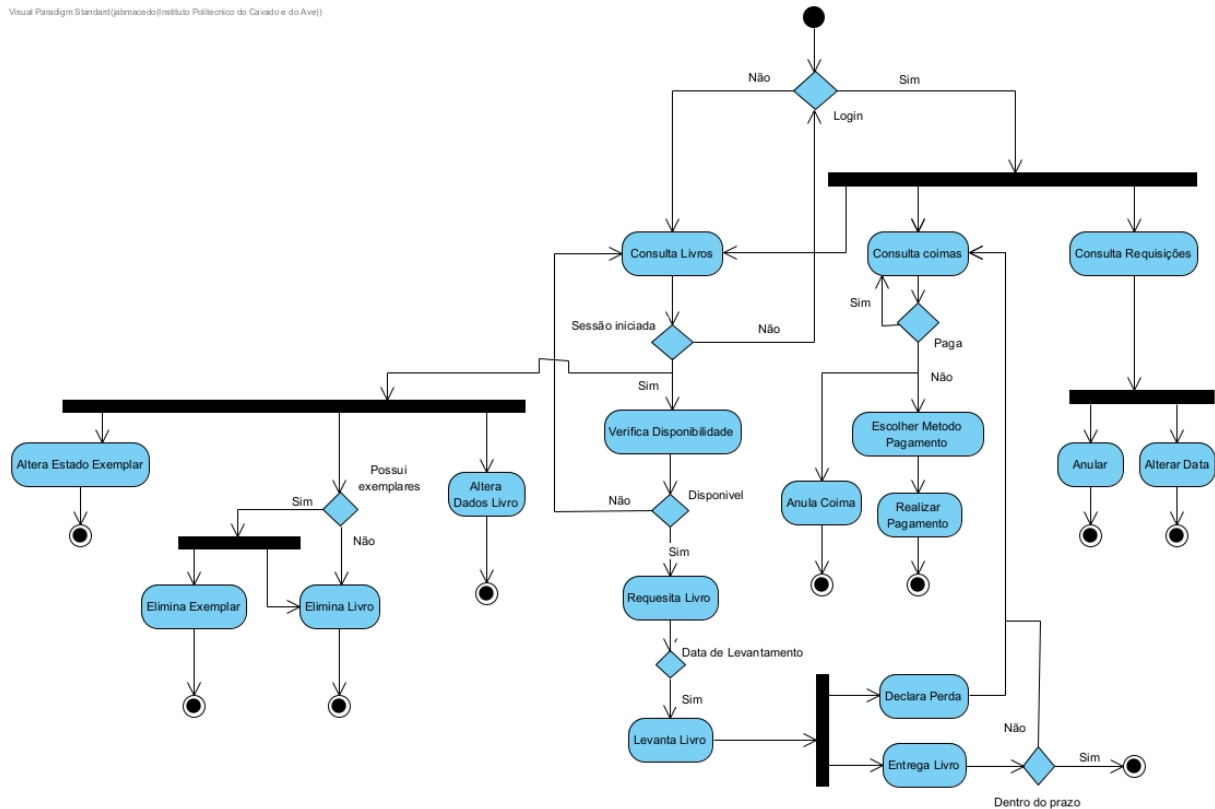 Visual Paradigm Standard(jabmacedo(Instituto Politecnico do Cavado e do Ave))
Não
Sim
Login
Consulta Livros
Consulta coimas
Consulta Requisições
Sessão iniciada
Não
Sim
Paga
Sim
Não
Verifica Disponibilidade
Escolher Metodo
Pagamento
Altera Estado Exemplar
Possui
exemplares
Altera
Dados Livro
Anular
Alterar Data
Sim
Não
Disponivel
Anula Coima
Realizar
Pagamento
Não
Sim
Elimina Exemplar
Elimina Livro
Requesita Livro
Data de Levantamento
Sim
Declara Perda
Levanta Livro
Não
Entrega Livro
Sim
Dentro do prazo